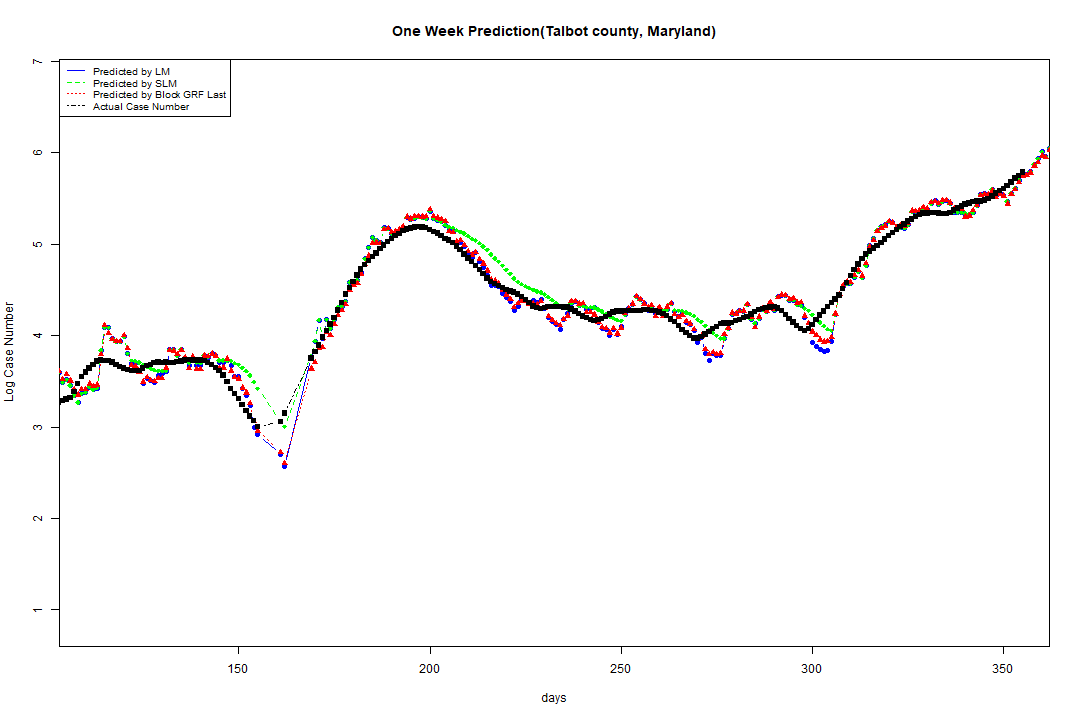 One Week Prediction(Talbot county, Maryland)
Predicted by LM
Predicted by SLM
Predicted by Block GRF Last
Actual Case Number
7
6
5
4
3
2
1
Log Case Number
150 200 250 300 350
days